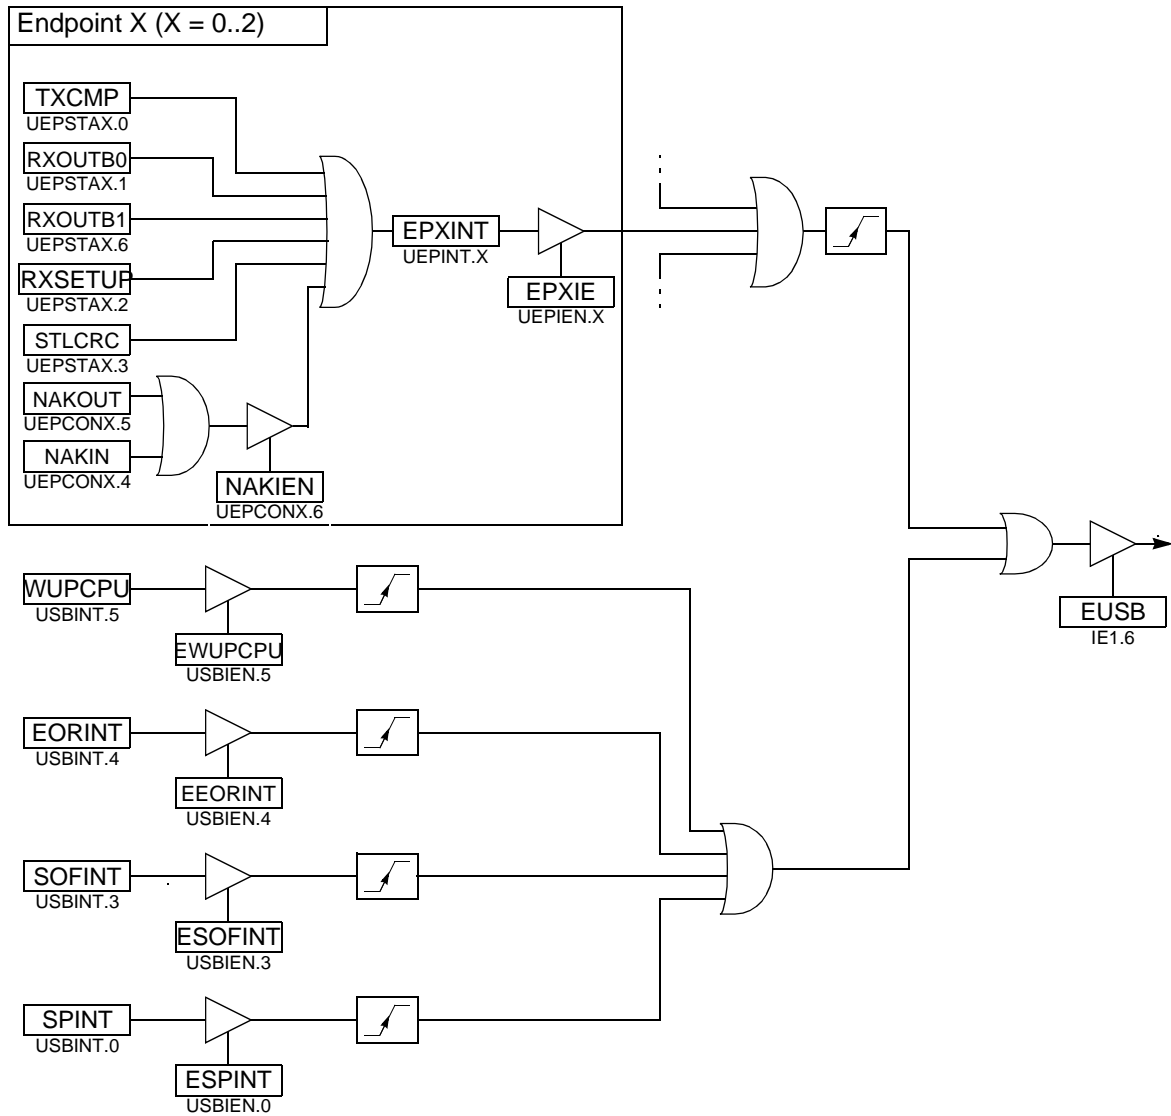 Endpoint X (X = 0..2)
TXCMP
UEPSTAX.0
RXOUTB0
UEPSTAX.1
RXOUTB1
UEPSTAX.6
RXSETUP
UEPSTAX.2
STLCRC
UEPSTAX.3
NAKOUT
UEPCONX.5
NAKIN
UEPCONX.4
NAKIEN
UEPCONX.6
EPXINT
UEPINT.X
EPXIE
UEPIEN.X
WUPCPU
USBINT.5
EWUPCPU
USBIEN.5
EUSB
IE1.6
EORINT
USBINT.4
EEORINT
USBIEN.4
SOFINT
USBINT.3
ESOFINT
USBIEN.3
SPINT
USBINT.0
ESPINT
USBIEN.0